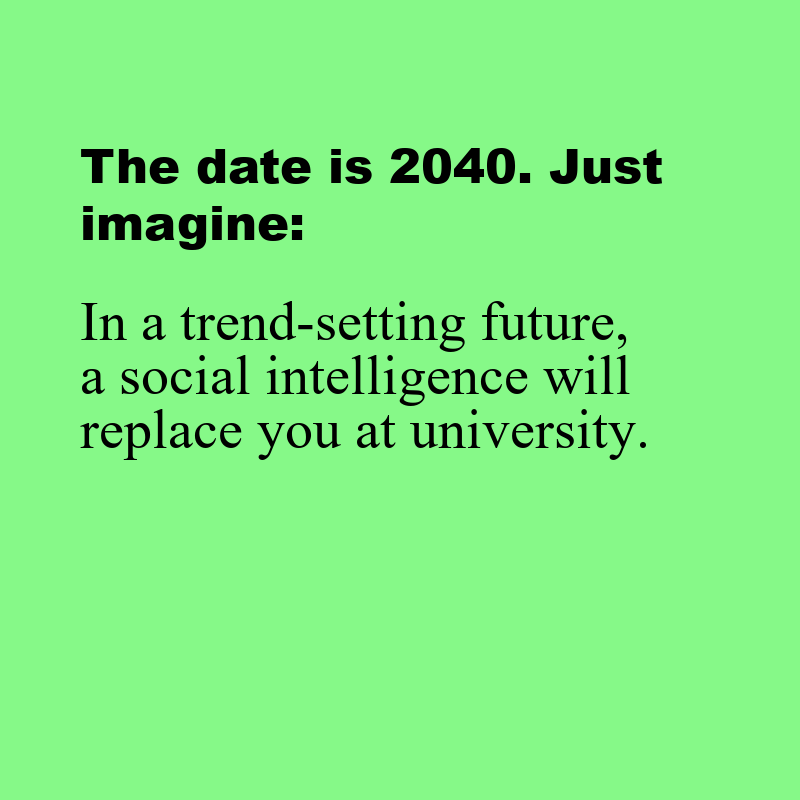 The date is 2040. Just
imagine:
In a trend-setting future,
a social intelligence will
replace you at university.